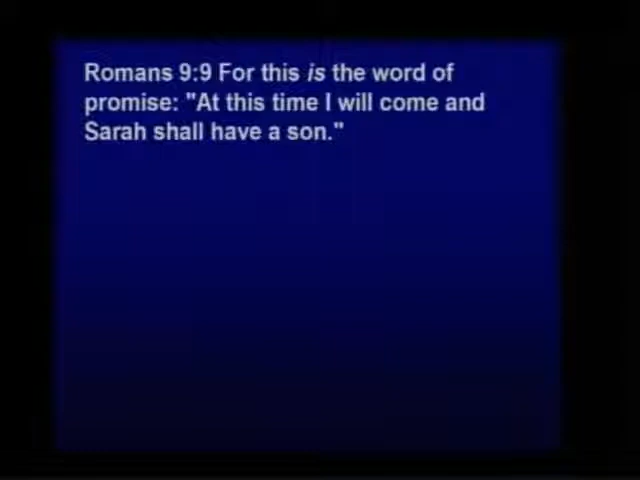 Romans 9:9 For this is the word of
promise: "At this time I will come and
Sarah shall have a son."